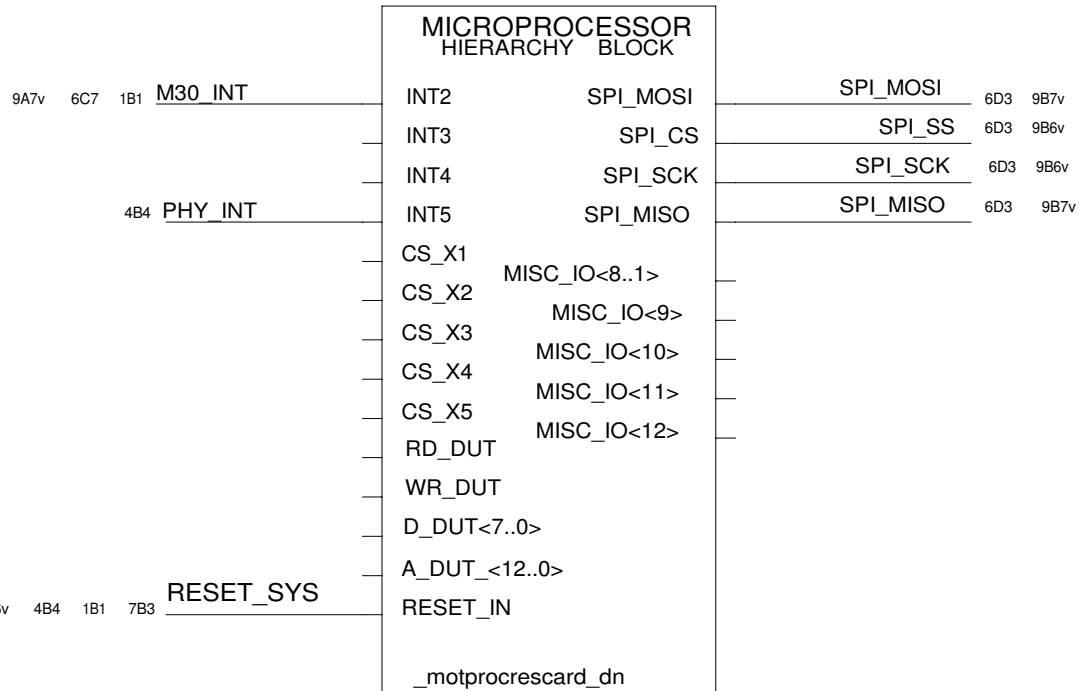 MICROPROCESSOR
HIERARCHY BLOCK
9A7v 6C7 1B1 M30_INT INT2 SPI_MOSI SPI_MOSI 6D3 9B7v
INT3 SPI_CS SPI_SS 6D3 9B6v
INT4 SPI_SCK SPI_SCK 6D3 9B6v
4B4 PHY_INT INT5 SPI_MISO SPI_MISO 6D3 9B7v
CS_X1
MISC_IO<8..1>
CS_X2
MISC_IO<9>
CS_X3
MISC_IO<10>
CS_X4
MISC_IO<11>
CS_X5
MISC_IO<12>
RD_DUT
WR_DUT
D_DUT<7..0>
A_DUT_<12..0>
4B4 1B1 7B3 RESET_SYS RESET_IN
_motprocrescard_dn